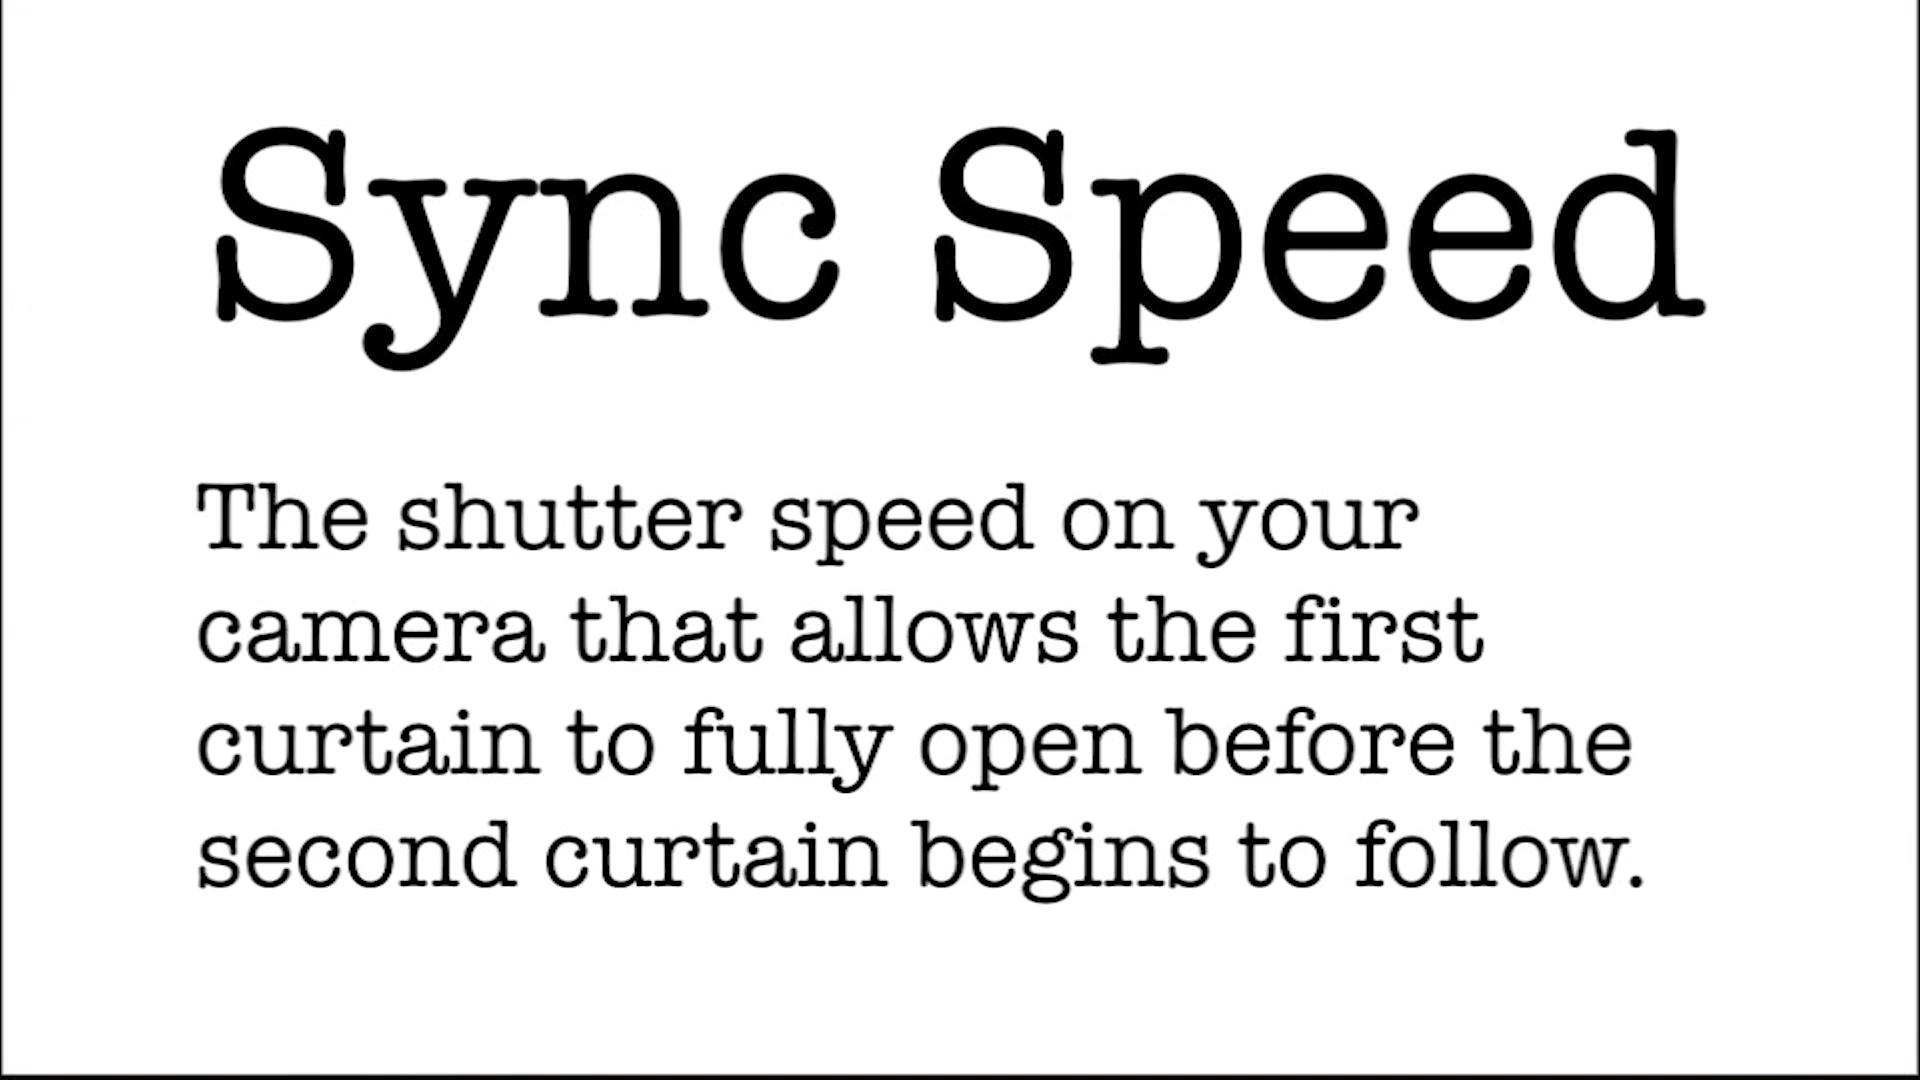 Sync Speed
The shutter speed on your
camera that allows the first
curtain to fully open before the
second curtain begins to follow.